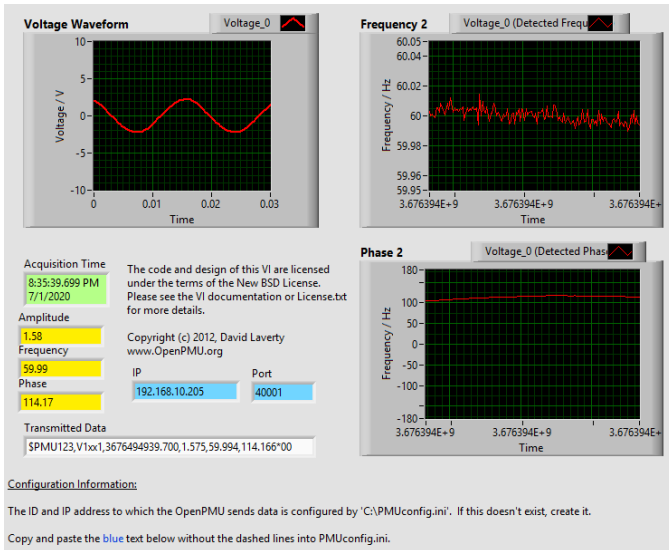 Voltage Waveform
Voltage_0
10
5
0
-5
-10
Voltage / V
0 0.01 0.02 0.03
Time
Frequency 2
Voltage_0 (Detected Frequ
60.05
60.02
60
59.98
59.96
59.95
Frequency / Hz
3.676394E+9 3.676394E+9
Time
Acquisition Time
8:35:39.699 PM
7/1/2020
Amplitude
1.58
Frequency
59.99
Phase
114.17
The code and design of this VI are licensed
under the terms of the New BSD License.
Please see the VI documentation or License.txt
for more details.
Copyright (c) 2012, David Laverty
www.OpenPMU.org
IP
192.168.10.205
Port
40001
Transmitted Data
$PMU123,V1xx1,3676494939.700,1.575,59.994,114.166*00
Phase 2
Voltage_0 (Detected Phas
180
100
50
0
-50
-100
-180
Frequency / Hz
3.676394E+9 3.676394E+9 3.676394E+9
Time
Configuration Information:
The ID and IP address to which the OpenPMU sends data is configured by 'C:\PMUconfig.ini'. If this doesn't exist, create it.
Copy and paste the blue text below without the dashed lines into PMUconfig.ini.